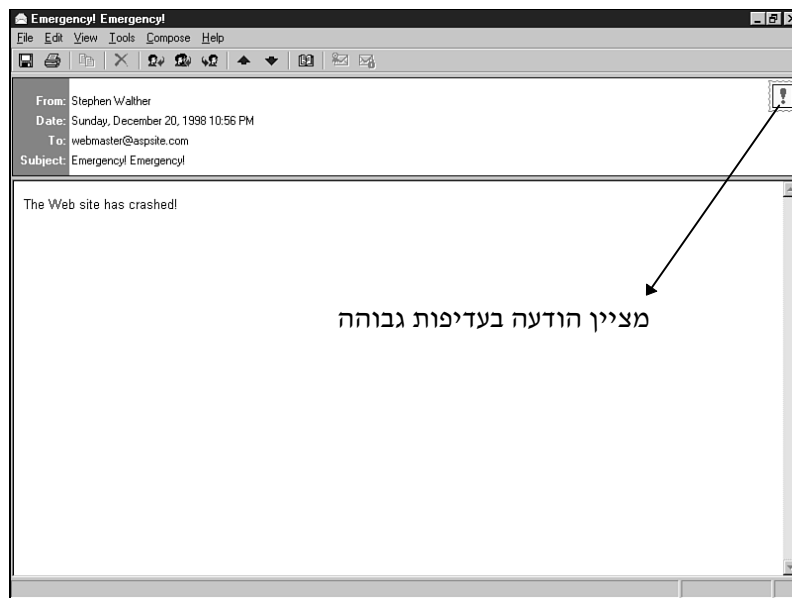 Emergency! Emergency!
File Edit View Tools Compose Help
From: Stephen Walther
Date: Sunday, December 20, 1998 10:56 PM
To: webmaster@aspsite.com
Subject: Emergency! Emergency!
The Web site has crashed!
מציין הודעה בעדיפות גבוהה